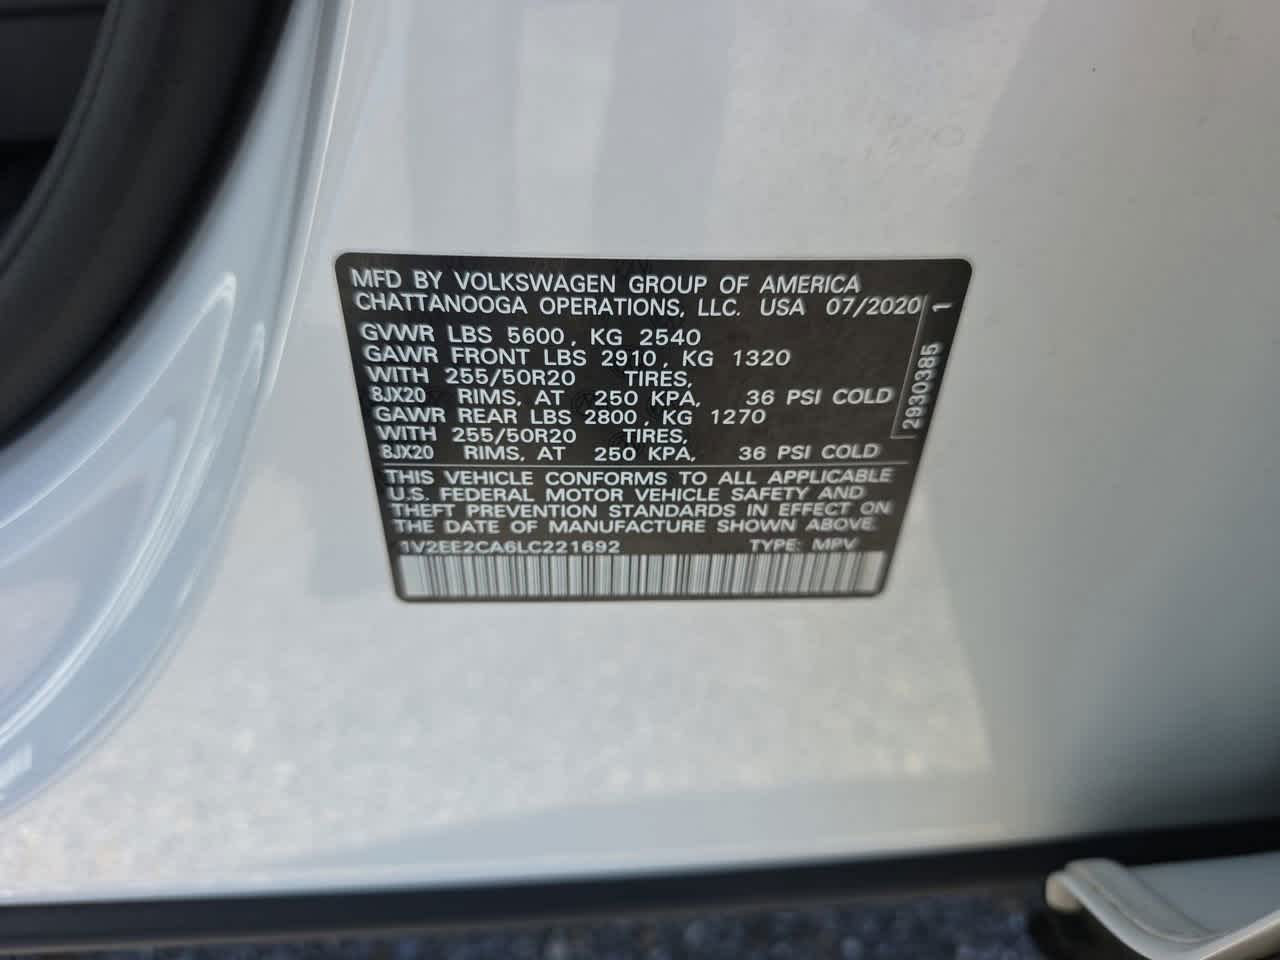 MFD BY VOLKSWAGEN GROUP OF AMERICA
CHATTANOOGA OPERATIONS, LLC. USA 07/2020
GVWR LBS 5600, KG 2540
GAWR FRONT LBS 2910, KG 1320
WITH 255/50R20 TIRES,
8JX20 RIMS, AT 250 KPA, 36 PSI COLD
GAWR REAR LBS 2800, KG 1270
WITH 255/50R20 TIRES,
8JX20 RIMS, AT 250 KPA, 36 PSI COLD
2930385 1
THIS VEHICLE CONFORMS TO ALL APPLICABLE
U.S. FEDERAL MOTOR VEHICLE SAFETY AND
THEFT PREVENTION STANDARDS IN EFFECT ON
THE DATE OF MANUFACTURE SHOWN ABOVE.
1V2EE2CA6LC221692 TYPE: MPV